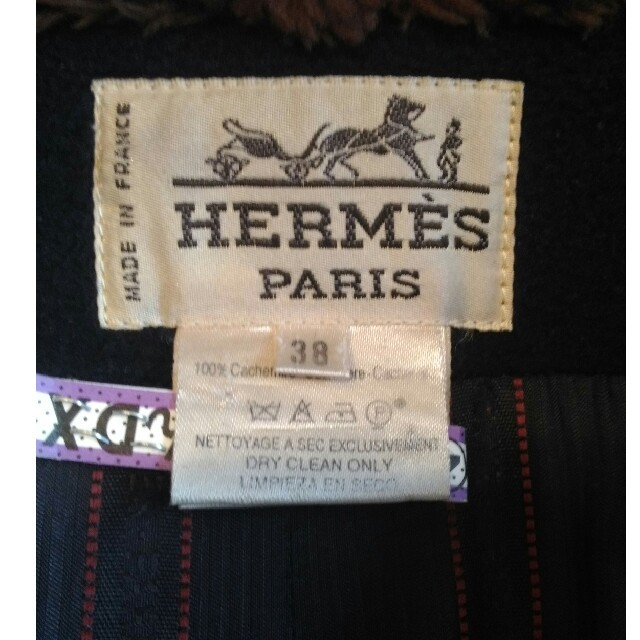 MADE IN FRANCE
HERMÈS
PARIS
38
100% Cachemire
NETTOYAGE A SEC EXCLUSIVEMENT
DRY CLEAN ONLY
LIMPIEZA EN SECO